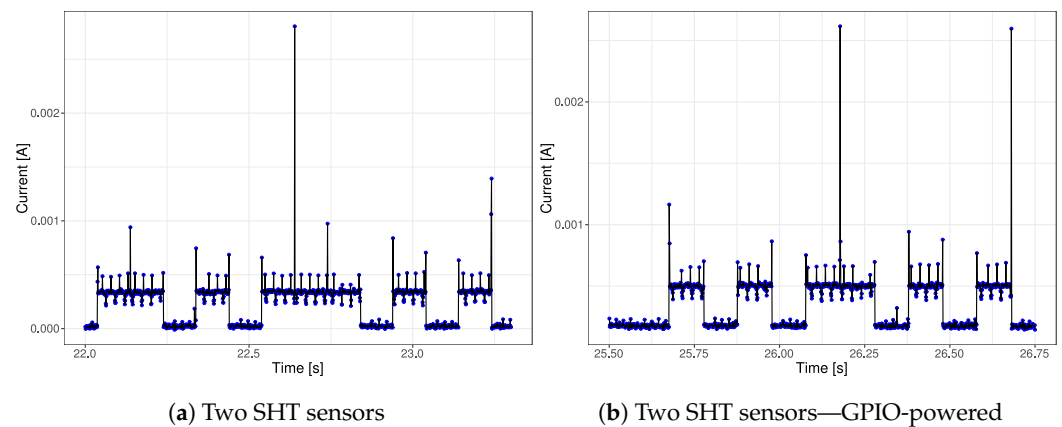 0.002
0.001
0.000
Current [A]
22.0
22.5
23.0
Time [s]
(a) Two SHT sensors
0.002
0.001
Current [A]
25.50
25.75
26.00
26.25
26.50
26.75
Time [s]
(b) Two SHT sensors—GPIO-powered